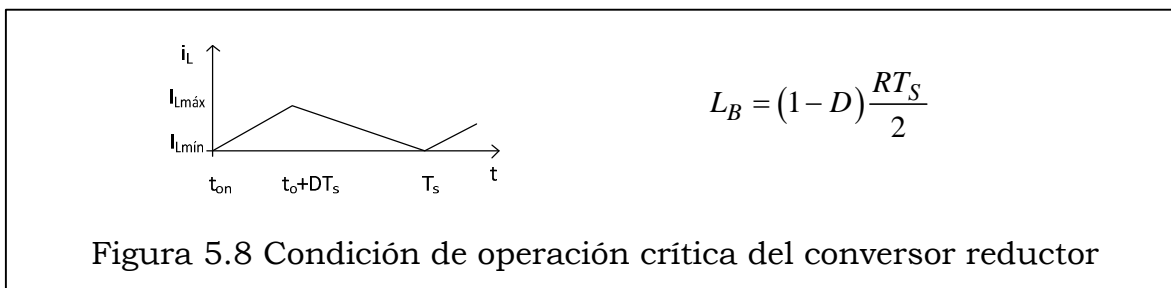 i_L
I_Lmáx
I_Lmín
t_on t_o+DT_s T_s t
L_B = (1 − D) RT_S / 2
Figura 5.8 Condición de operación crítica del conversor reductor